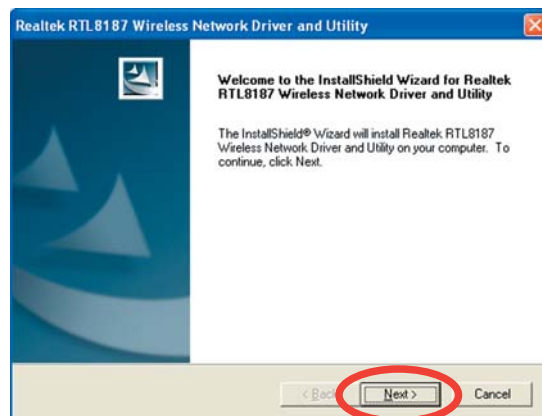 Realtek RTL8187 Wireless Network Driver and Utility
Welcome to the InstallShield Wizard for Realtek
RTL8187 Wireless Network Driver and Utility
The InstallShield® Wizard will install Realtek RTL8187
Wireless Network Driver and Utility on your computer. To
continue, click Next.
< Back Next > Cancel